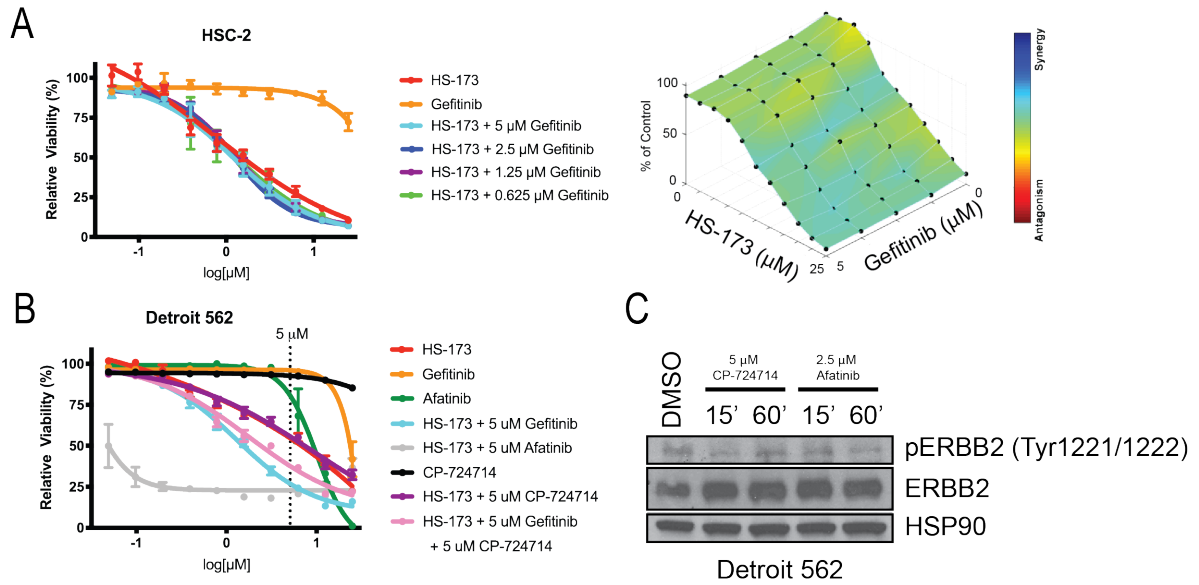 A
HSC-2
Relative Viability (%)
100
75
50
25
0
-1
0
1
log[µM]
HS-173
Gefitinib
HS-173 + 5 µM Gefitinib
HS-173 + 2.5 µM Gefitinib
HS-173 + 1.25 µM Gefitinib
HS-173 + 0.625 µM Gefitinib
% of Control
100
50
0
0
HS-173 (µM)
25
5
Gefitinib (µM)
0
Synergy
Antagonism
B
Detroit 562
5 µM
Relative Viability (%)
100
75
50
25
0
-1
0
1
log[µM]
HS-173
Gefitinib
Afatinib
HS-173 + 5 uM Gefitinib
HS-173 + 5 uM Afatinib
CP-724714
HS-173 + 5 uM CP-724714
HS-173 + 5 uM Gefitinib
+ 5 uM CP-724714
C
DMSO
5 µM
CP-724714
2.5 µM
Afatinib
15’ 60’ 15’ 60’
pERBB2 (Tyr1221/1222)
ERBB2
HSP90
Detroit 562